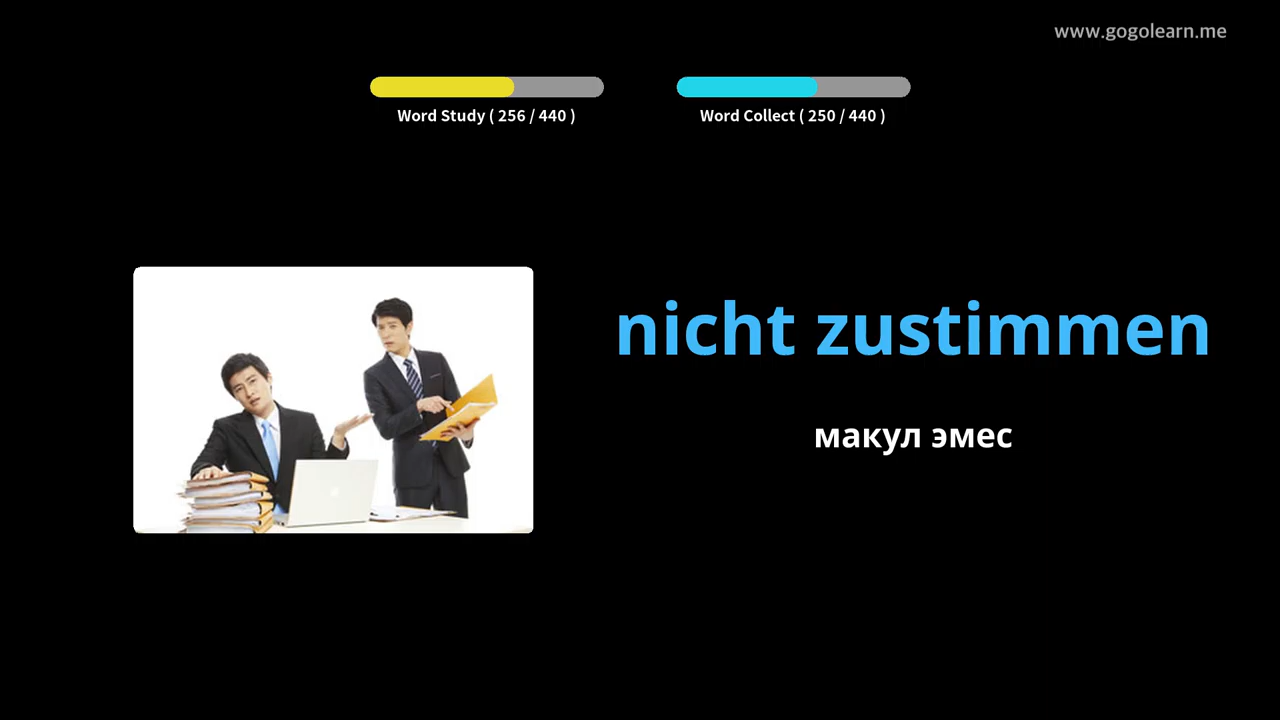 www.gogolearn.me
Word Study ( 256 / 440 )
Word Collect ( 250 / 440 )
nicht zustimmen
макул эмес